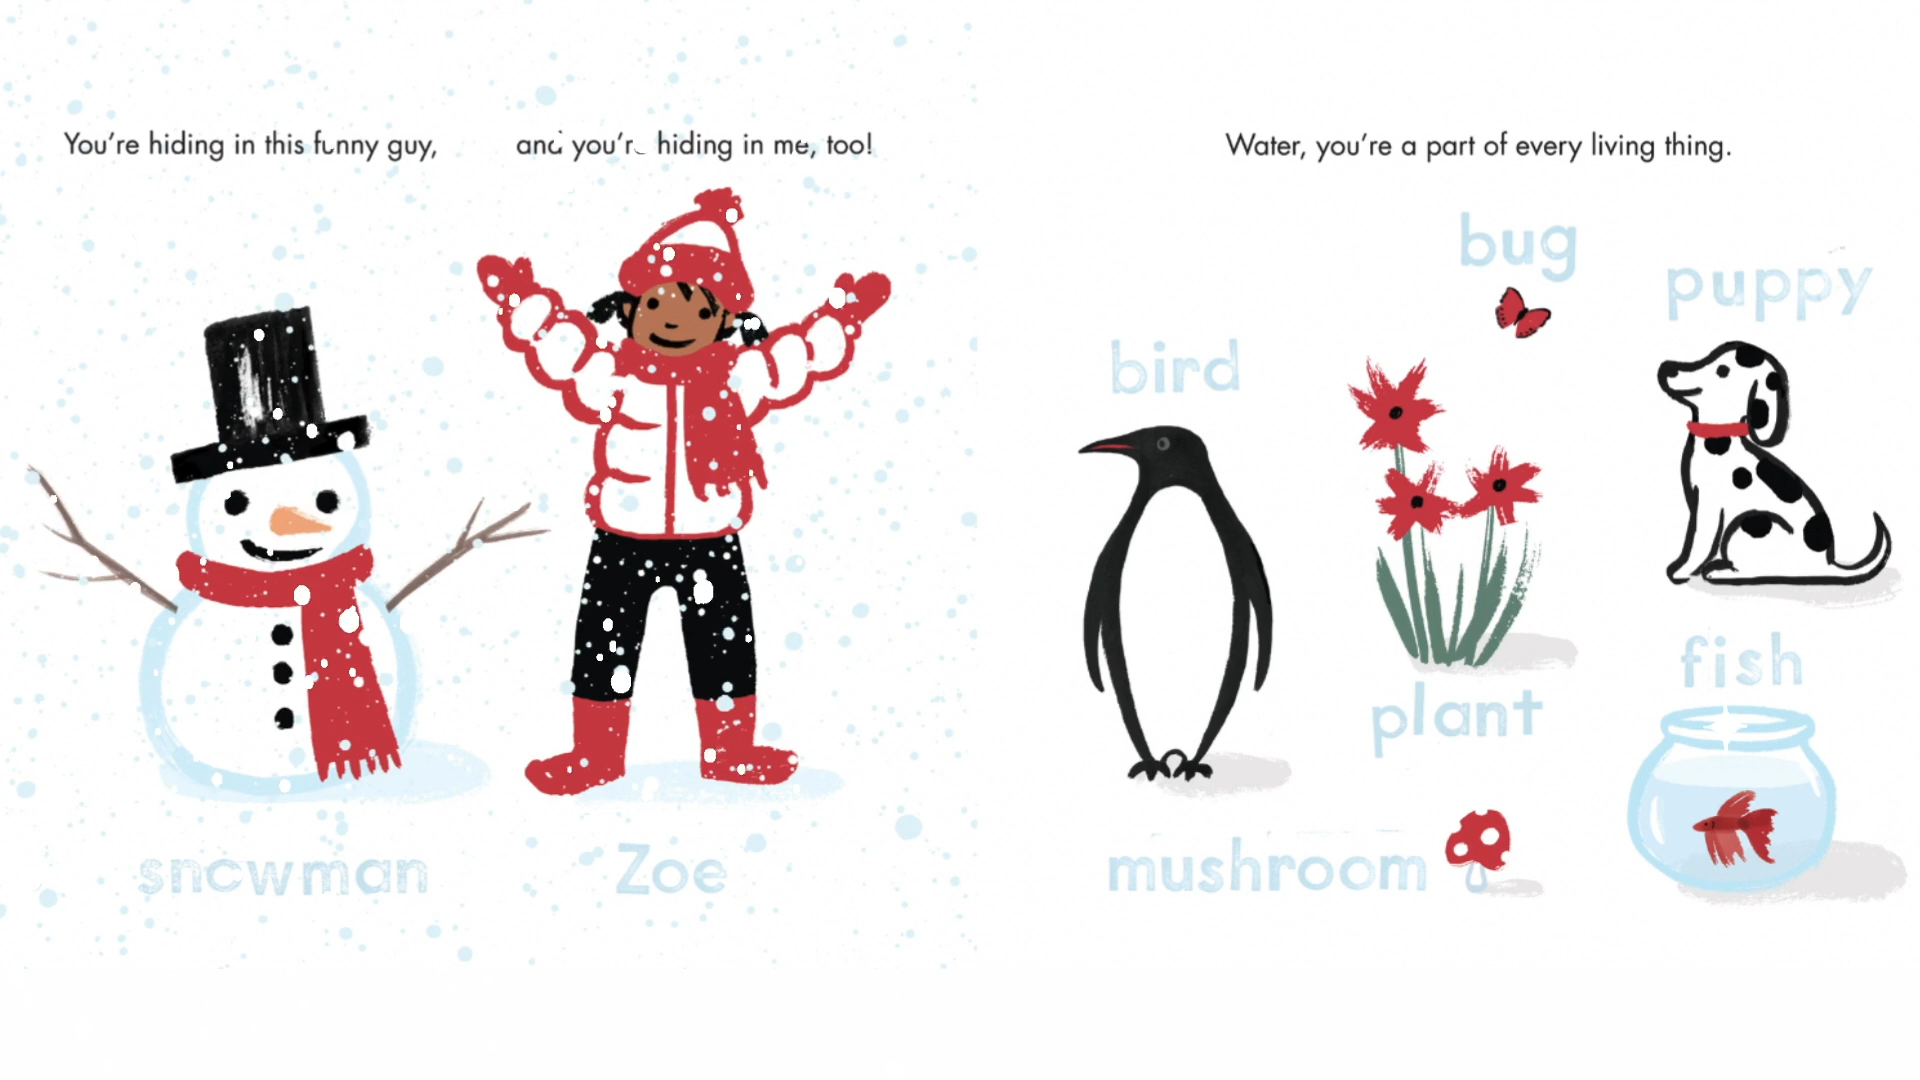 You're hiding in this funny guy,
and you're hiding in me, too!
snowman
Zoe
Water, you're a part of every living thing.
bug
puppy
bird
fish
plant
mushroom